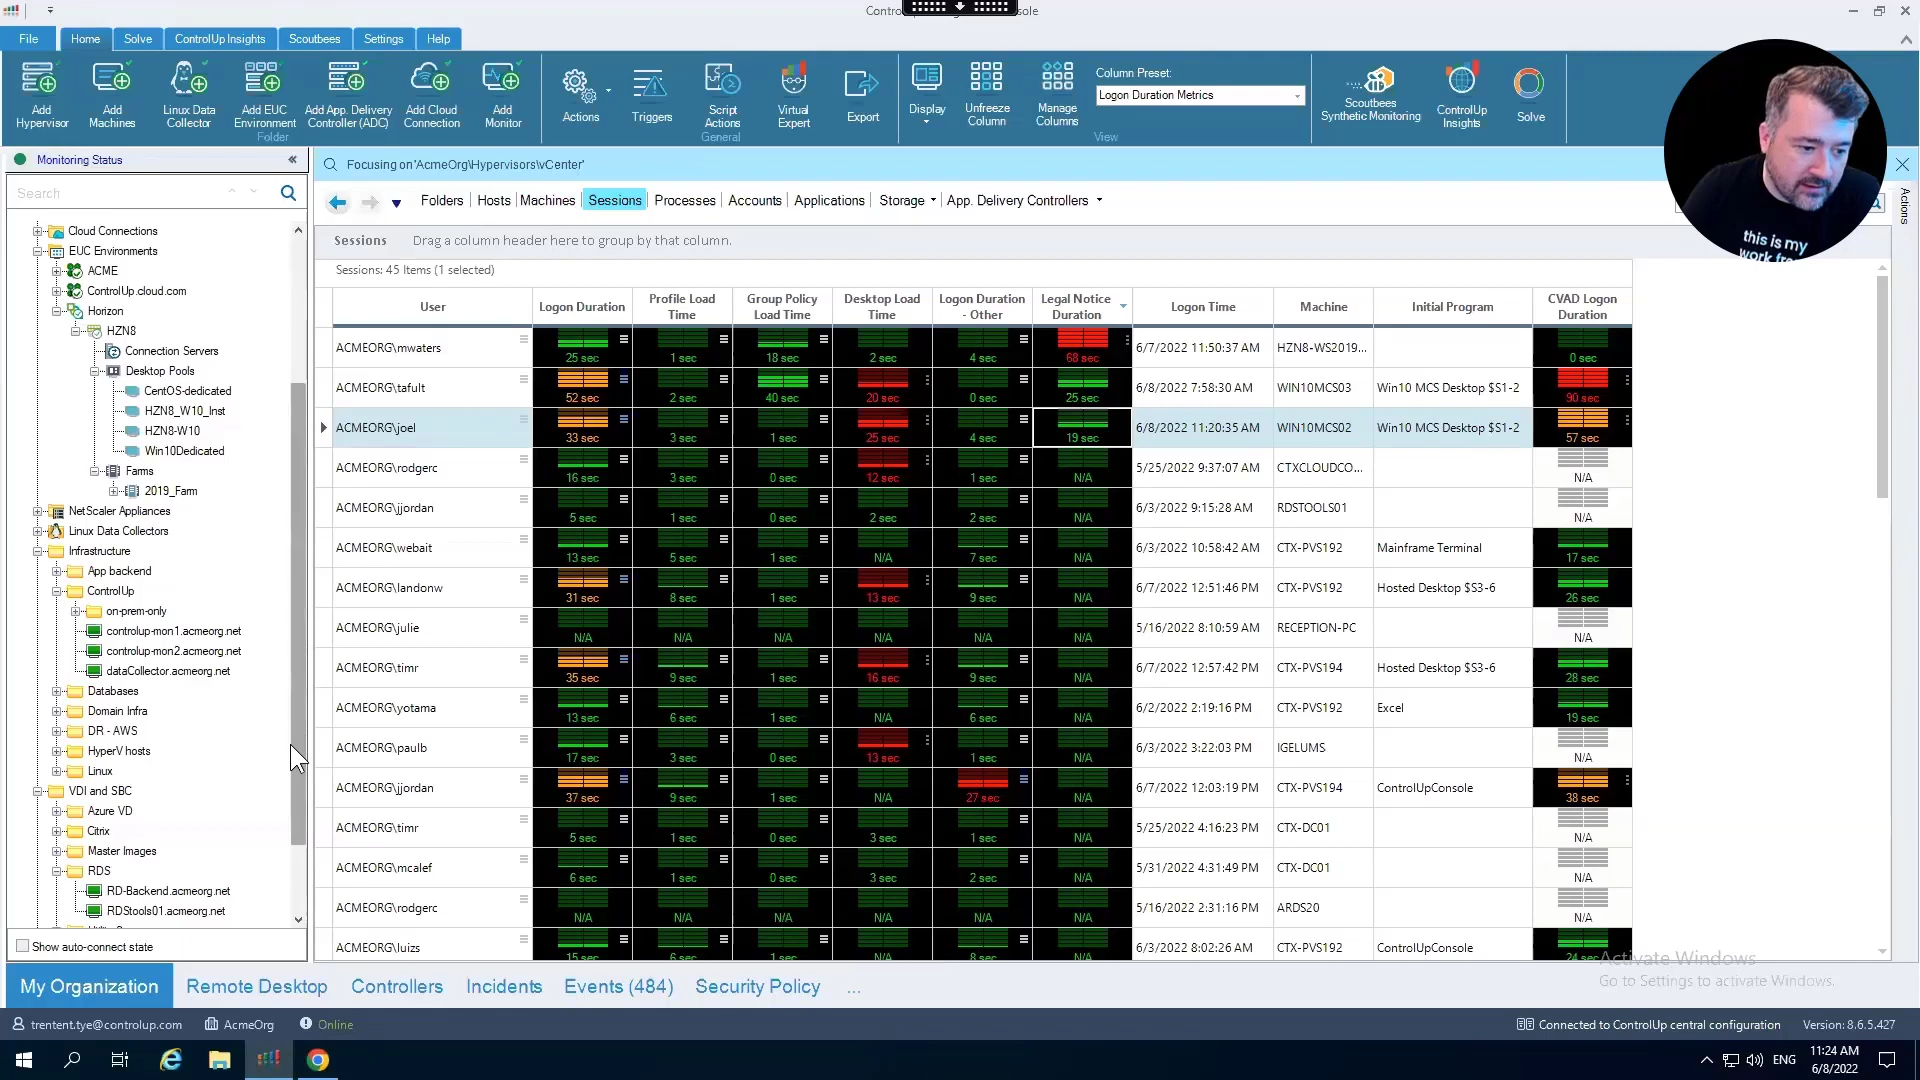 Contro
sole
File
Home
Solve
ControlUp Insights
Scoutbees
Settings
Help
Add
Hypervisor
Add
Machines
Linux Data
Collector
Add EUC
Environment
Add App. Delivery
Controller (ADC)
Add Cloud
Connection
Add
Monitor
Folder
Actions
Triggers
Script
Actions
Virtual
Expert
Export
General
Display
Unfreeze
Column
Manage
Columns
Column Preset:
Logon Duration Metrics
View
Scoutbees
Synthetic Monitoring
ControlUp
Insights
Solve
this is my
work fro
Monitoring Status
Search
Cloud Connections
EUC Environments
ACME
ControlUp.cloud.com
Horizon
HZN8
Connection Servers
Desktop Pools
CentOS-dedicated
HZN8_W10_Inst
HZN8-W10
Win10Dedicated
Farms
2019_Farm
NetScaler Appliances
Linux Data Collectors
Infrastructure
App backend
ControlUp
on-prem-only
controlup-mon1.acmeorg.net
controlup-mon2.acmeorg.net
dataCollector.acmeorg.net
Databases
Domain Infra
DR - AWS
HyperV hosts
Linux
VDI and SBC
Azure VD
Citrix
Master Images
RDS
RD-Backend.acmeorg.net
RDStools01.acmeorg.net
Show auto-connect state
Focusing on'AcmeOrg\Hypervisors\vCenter'
Actions
Folders Hosts Machines Sessions Processes Accounts Applications Storage App. Delivery Controllers
Sessions Drag a column header here to group by that column.
Sessions: 45 Items (1 selected)
User Logon Duration Profile Load Time Group Policy Load Time Desktop Load Time Logon Duration - Other Legal Notice Duration Logon Time Machine Initial Program CVAD Logon Duration
ACMEORG\mwaters 25 sec 1 sec 18 sec 2 sec 4 sec 68 sec 6/7/2022 11:50:37 AM HZN8-WS2019... 0 sec
ACMEORG\tafult 52 sec 2 sec 40 sec 20 sec 0 sec 25 sec 6/8/2022 7:58:30 AM WIN10MCS03 Win10 MCS Desktop $S1-2 90 sec
ACMEORG\joel 33 sec 3 sec 1 sec 25 sec 4 sec 19 sec 6/8/2022 11:20:35 AM WIN10MCS02 Win10 MCS Desktop $S1-2 57 sec
ACMEORG\rodgerc 16 sec 3 sec 0 sec 12 sec 1 sec N/A 5/25/2022 9:37:07 AM CTXCLOUDCO... N/A
ACMEORG\jjordan 5 sec 1 sec 0 sec 2 sec 2 sec N/A 6/3/2022 9:15:28 AM RDSTOOLS01 N/A
ACMEORG\webait 13 sec 5 sec 1 sec N/A 7 sec N/A 6/3/2022 10:58:42 AM CTX-PVS192 Mainframe Terminal 17 sec
ACMEORG\landonw 31 sec 8 sec 1 sec 13 sec 9 sec N/A 6/7/2022 12:51:46 PM CTX-PVS192 Hosted Desktop $S3-6 26 sec
ACMEORG\julie N/A N/A N/A N/A N/A N/A 5/16/2022 8:10:59 AM RECEPTION-PC N/A
ACMEORG\timr 35 sec 9 sec 1 sec 16 sec 9 sec N/A 6/7/2022 12:57:42 PM CTX-PVS194 Hosted Desktop $S3-6 28 sec
ACMEORG\yotama 13 sec 6 sec 1 sec N/A 6 sec N/A 6/2/2022 2:19:16 PM CTX-PVS192 Excel 19 sec
ACMEORG\paulb 17 sec 3 sec 0 sec 13 sec 1 sec N/A 6/3/2022 3:22:03 PM IGELUMS N/A
ACMEORG\jjordan 37 sec 9 sec 1 sec N/A 27 sec N/A 6/7/2022 12:03:19 PM CTX-PVS194 ControlUpConsole 38 sec
ACMEORG\timr 5 sec 1 sec 0 sec 3 sec 1 sec N/A 5/25/2022 4:16:23 PM CTX-DC01 N/A
ACMEORG\mcalef 6 sec 1 sec 0 sec 3 sec 2 sec N/A 5/31/2022 4:31:49 PM CTX-DC01 N/A
ACMEORG\rodgerc N/A N/A N/A N/A N/A N/A 5/16/2022 2:31:16 PM ARDS20 N/A
ACMEORG\luizs 15 sec 6 sec 1 sec N/A 8 sec N/A 6/3/2022 8:02:26 AM CTX-PVS192 ControlUpConsole 24 sec
Activate Windows
Go to Settings to activate Windows.
My Organization Remote Desktop Controllers Incidents Events (484) Security Policy ...
trentent.tye@controlup.com AcmeOrg Online Connected to ControlUp central configuration Version: 8.6.5.427
ENG
11:24 AM
6/8/2022